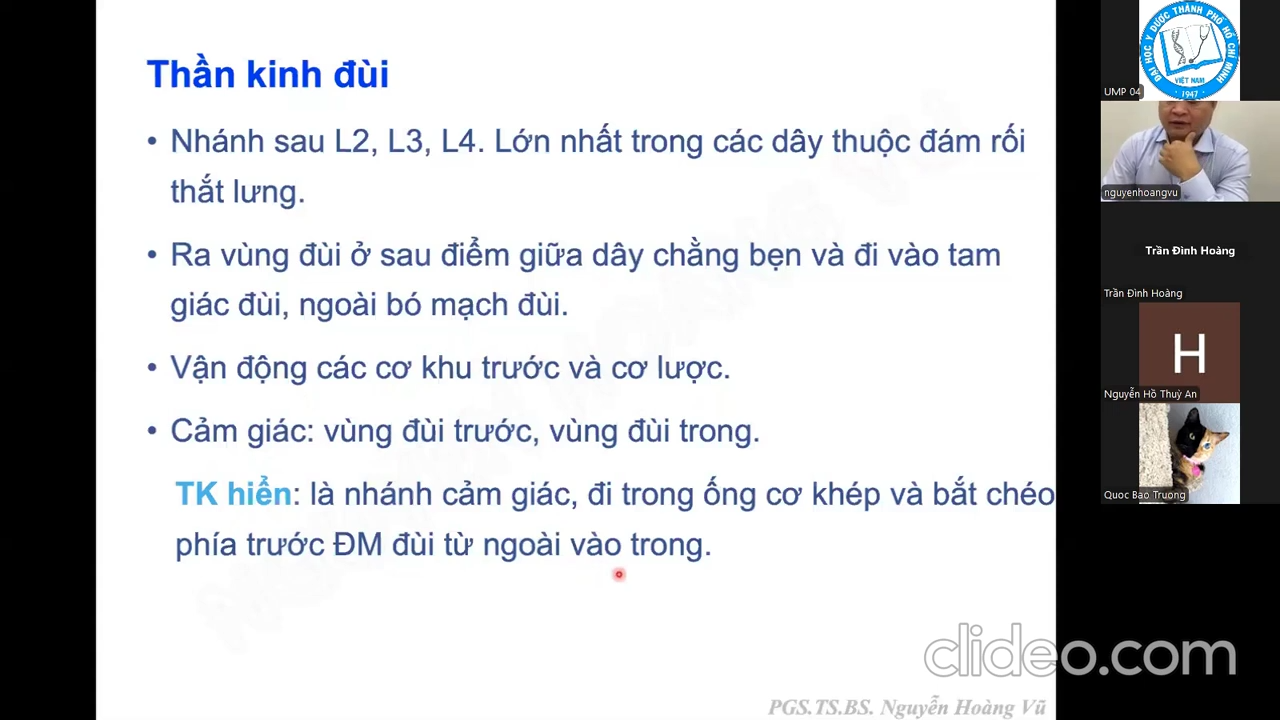 Thần kinh đùi
• Nhánh sau L2, L3, L4. Lớn nhất trong các dây thuộc đám rối
thắt lưng.
• Ra vùng đùi ở sau điểm giữa dây chằng bẹn và đi vào tam
giác đùi, ngoài bó mạch đùi.
• Vận động các cơ khu trước và cơ lược.
• Cảm giác: vùng đùi trước, vùng đùi trong.
TK hiển: là nhánh cảm giác, đi trong ống cơ khép và bắt chéo
phía trước ĐM đùi từ ngoài vào trong.
PGS.TS.BS. Nguyễn Hoàng Vũ
clideo.com
ĐẠI HỌC Y DƯỢC THÀNH PHỐ HỒ CHÍ MINH
VIỆT NAM
1947
UMP 04
nguyenhoangvu
Trần Đình Hoàng
Trần Đình Hoàng
H
Nguyễn Hồ Thuỳ An
Quoc Bao Truong